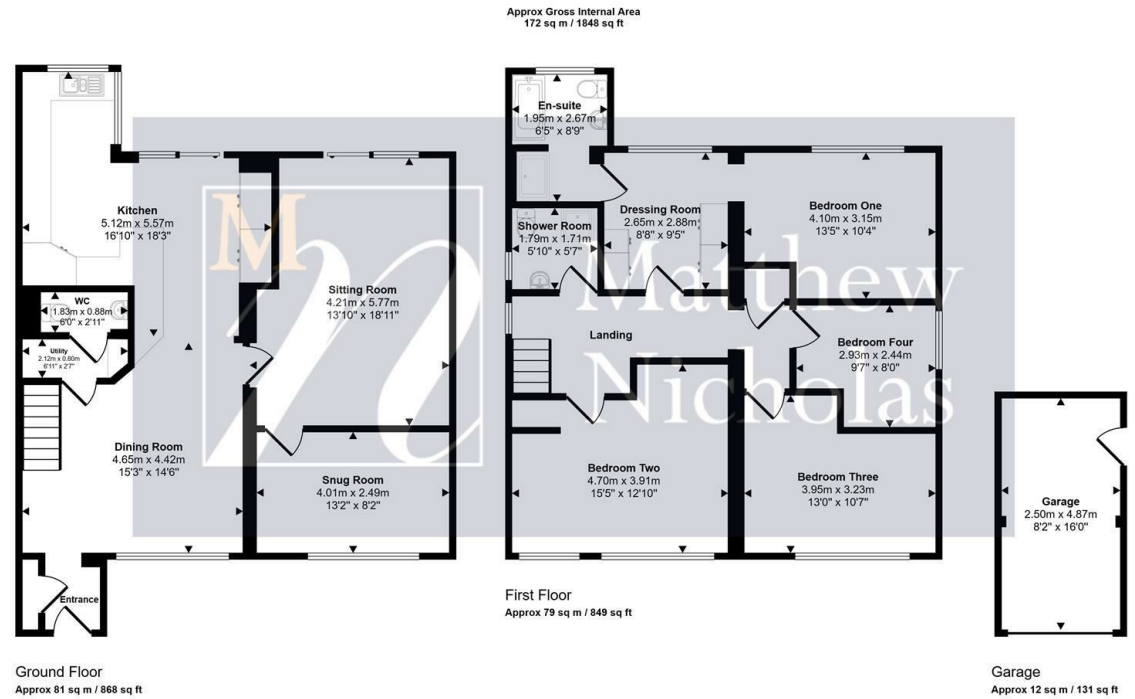 Approx Gross Internal Area
172 sq m / 1848 sq ft
En-suite
1.95m x 2.67m
6'5" x 8'9"
Kitchen
5.12m x 5.57m
16'10" x 18'3"
M
n
Sitting Room
4.21m x 5.77m
13'10" x 18'11"
WC
1.83m x 0.88m
6'0" x 2'11"
Utility
2.12m x 0.80m
6'11" x 2'7"
Dining Room
4.65m x 4.42m
15'3" x 14'6"
Snug Room
4.01m x 2.49m
13'2" x 8'2"
Entrance
Ground Floor
Approx 81 sq m / 868 sq ft
Shower Room
1.79m x 1.71m
5'10" x 5'7"
Dressing Room
2.65m x 2.88m
8'8" x 9'5"
Bedroom One
4.10m x 3.15m
13'5" x 10'4"
Matthew
Nicholas
Landing
Bedroom Four
2.93m x 2.44m
9'7" x 8'0"
Bedroom Two
4.70m x 3.91m
15'5" x 12'10"
Bedroom Three
3.95m x 3.23m
13'0" x 10'7"
First Floor
Approx 79 sq m / 849 sq ft
Garage
2.50m x 4.87m
8'2" x 16'0"
Garage
Approx 12 sq m / 131 sq ft